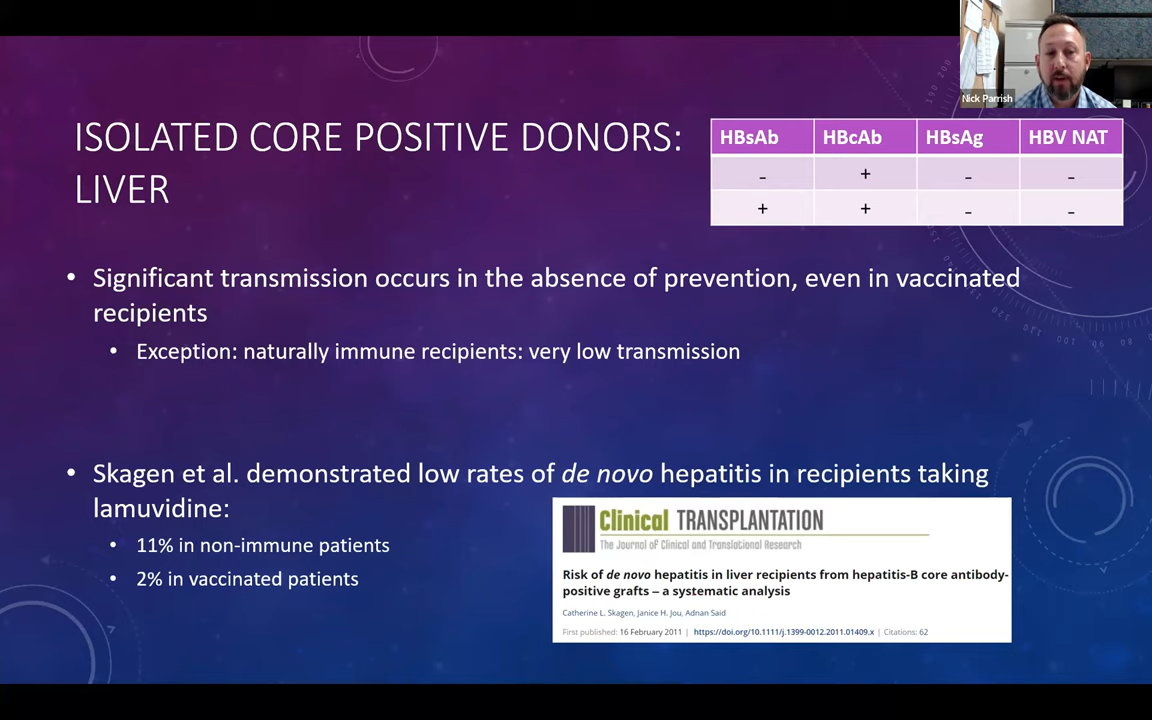 Nick Parrish
ISOLATED CORE POSITIVE DONORS:
LIVER
HBsAb HBcAb HBsAg HBV NAT
- + - -
+ + - -
• Significant transmission occurs in the absence of prevention, even in vaccinated
recipients
• Exception: naturally immune recipients: very low transmission
• Skagen et al. demonstrated low rates of de novo hepatitis in recipients taking
lamuvidine:
• 11% in non-immune patients
• 2% in vaccinated patients
Clinical TRANSPLANTATION
The Journal of Clinical and Translational Research
Risk of de novo hepatitis in liver recipients from hepatitis-B core antibody-
positive grafts – a systematic analysis
Catherine L. Skagen, Janice H. Jou, Adnan Said
First published: 16 February 2011 | https://doi.org/10.1111/j.1399-0012.2011.01409.x | Citations: 62